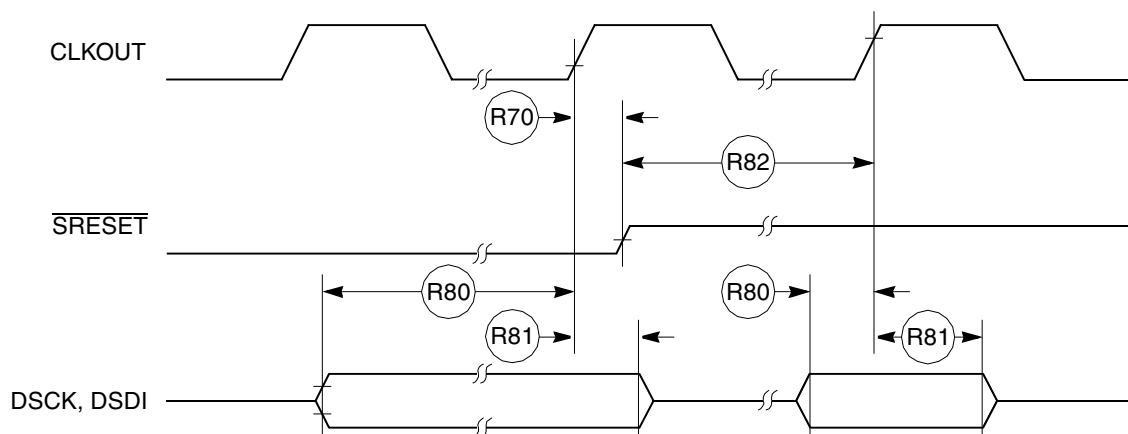 CLKOUT
R70
R82
SRESET
R80
R80
R81
R81
DSCK, DSDI